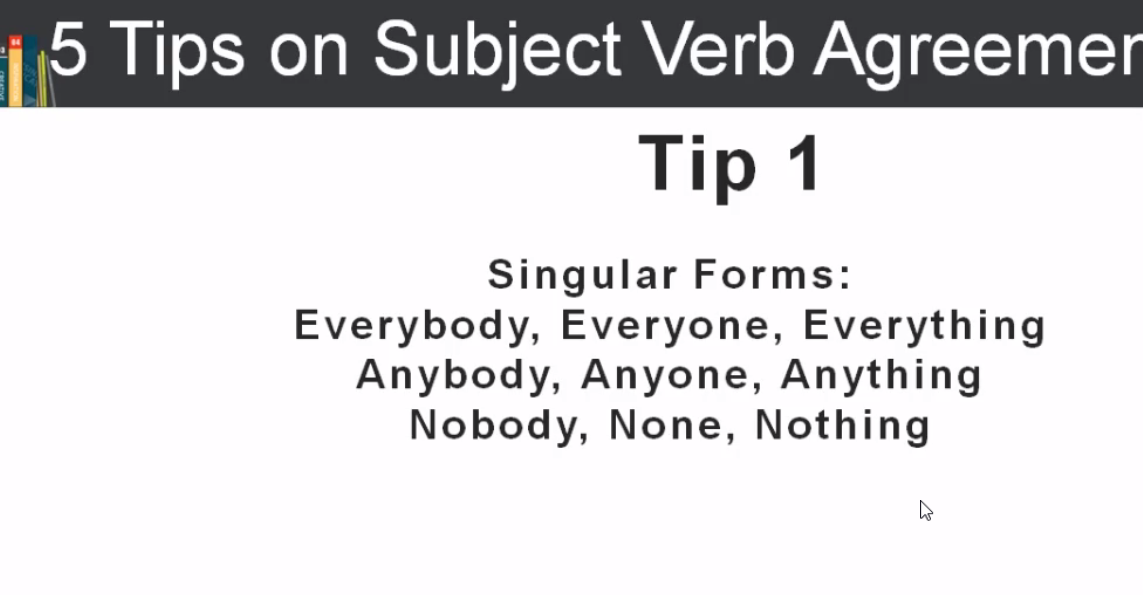 5 Tips on Subject Verb Agreemen
Tip 1
Singular Forms:
Everybody, Everyone, Everything
Anybody, Anyone, Anything
Nobody, None, Nothing